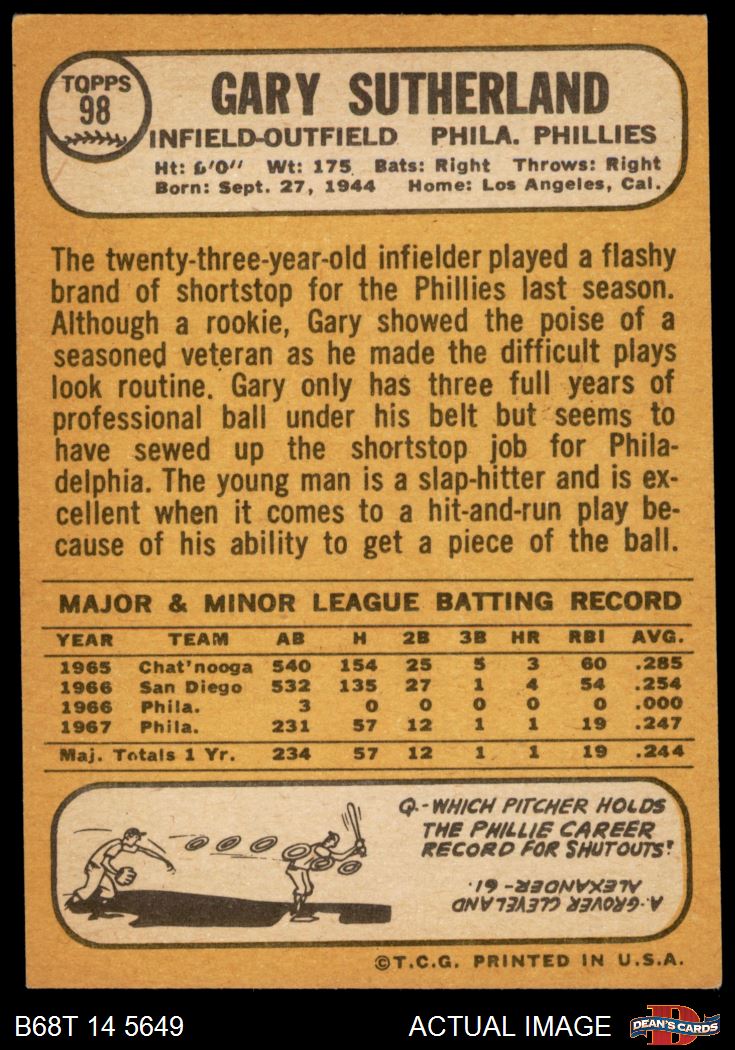 TOPPS
98
GARY SUTHERLAND
INFIELD-OUTFIELD PHILA. PHILLIES
Ht: 6'0" Wt: 175 Bats: Right Throws: Right
Born: Sept. 27, 1944 Home: Los Angeles, Cal.
The twenty-three-year-old infielder played a flashy
brand of shortstop for the Phillies last season.
Although a rookie, Gary showed the poise of a
seasoned veteran as he made the difficult plays
look routine. Gary only has three full years of
professional ball under his belt but seems to
have sewed up the shortstop job for Phila-
delphia. The young man is a slap-hitter and is ex-
cellent when it comes to a hit-and-run play be-
cause of his ability to get a piece of the ball.
MAJOR & MINOR LEAGUE BATTING RECORD
YEAR TEAM AB H 2B 3B HR RBI AVG.
1965 Chat'nooga 540 154 25 5 3 60 .285
1966 San Diego 532 135 27 1 4 54 .254
1966 Phila. 3 0 0 0 0 0 .000
1967 Phila. 231 57 12 1 1 19 .247
Maj. Totals 1 Yr. 234 57 12 1 1 19 .244
Q.-WHICH PITCHER HOLDS
THE PHILLIE CAREER
RECORD FOR SHUTOUTS?
A.-GROVER CLEVELAND
ALEXANDER-61.
©T.C.G. PRINTED IN U.S.A.
B68T 14 5649 ACTUAL IMAGE
DEAN'S CARDS